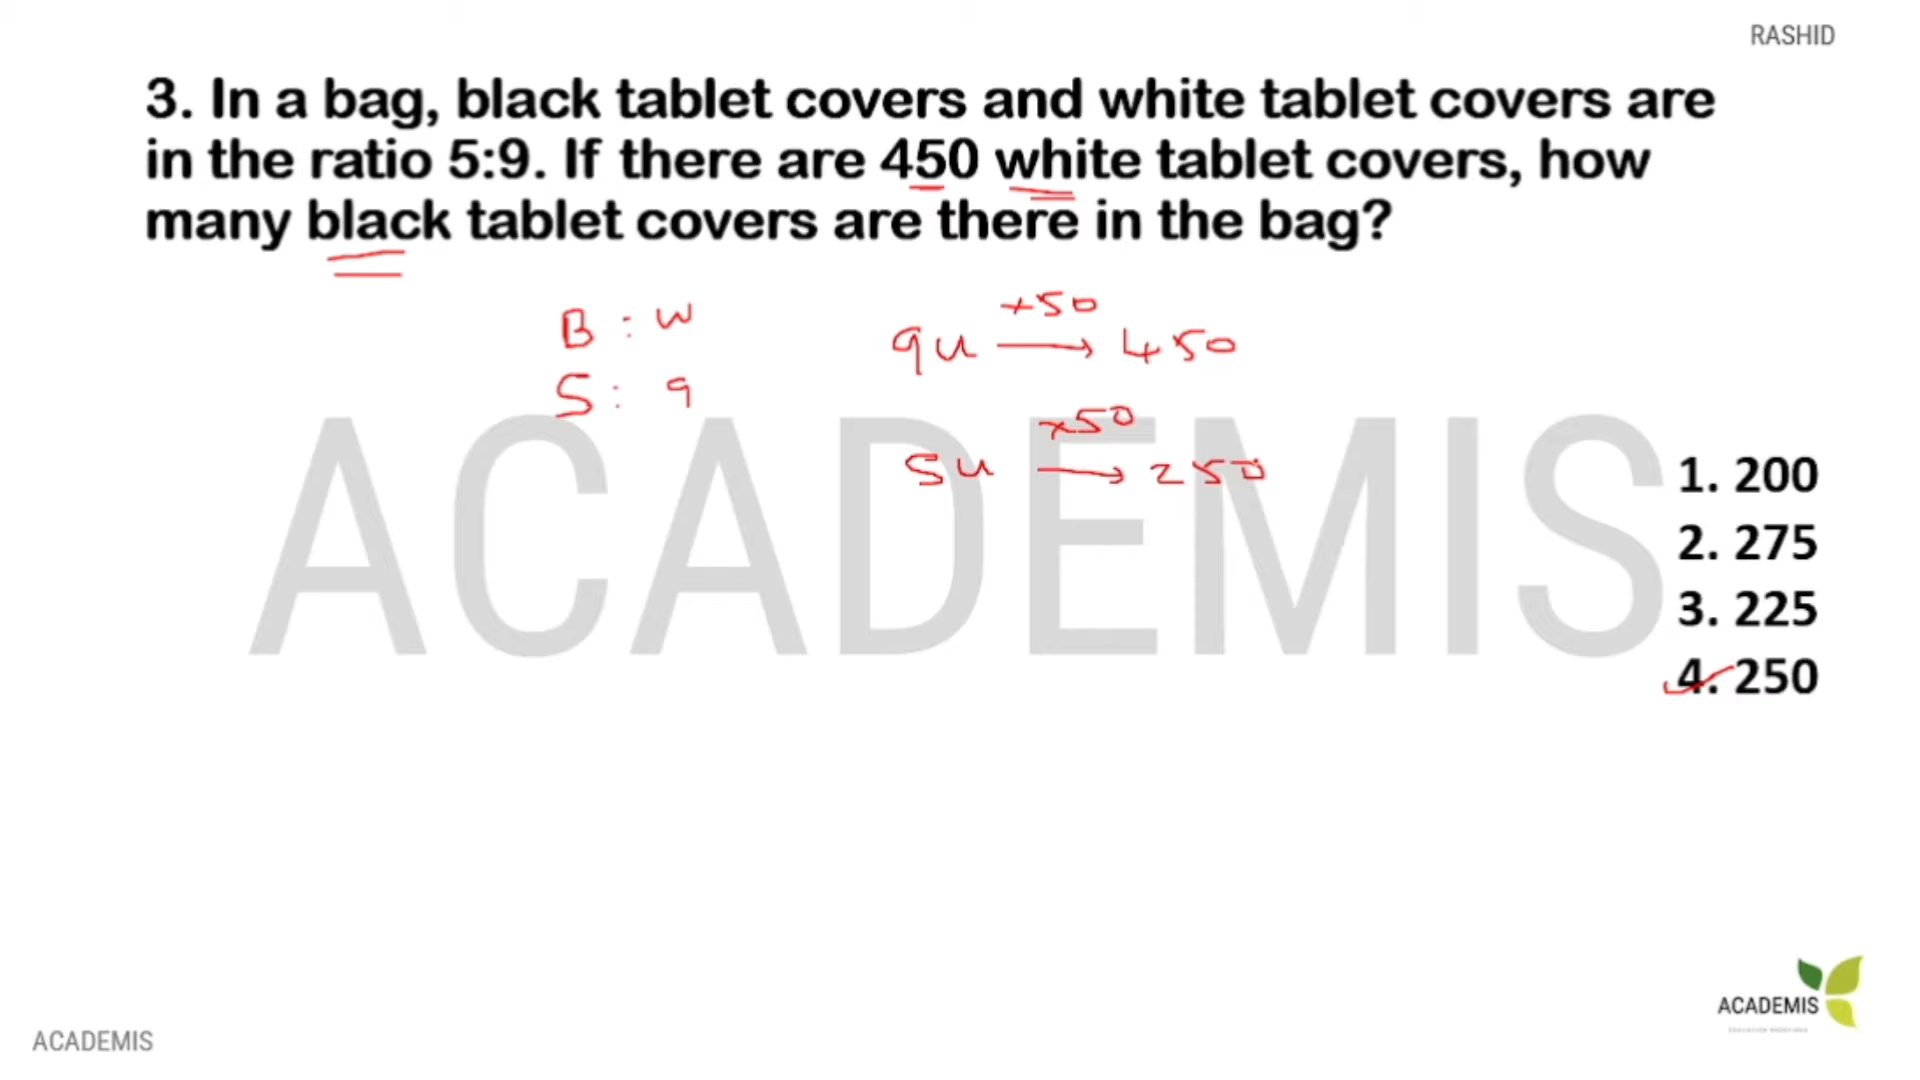 RASHID
3. In a bag, black tablet covers and white tablet covers are
in the ratio 5:9. If there are 450 white tablet covers, how
many black tablet covers are there in the bag?
B : W
5 : 9
9u ×50 → 450
5u ×50 → 250
ACADEMIS
1. 200
2. 275
3. 225
4. 250
ACADEMIS
ACADEMIS